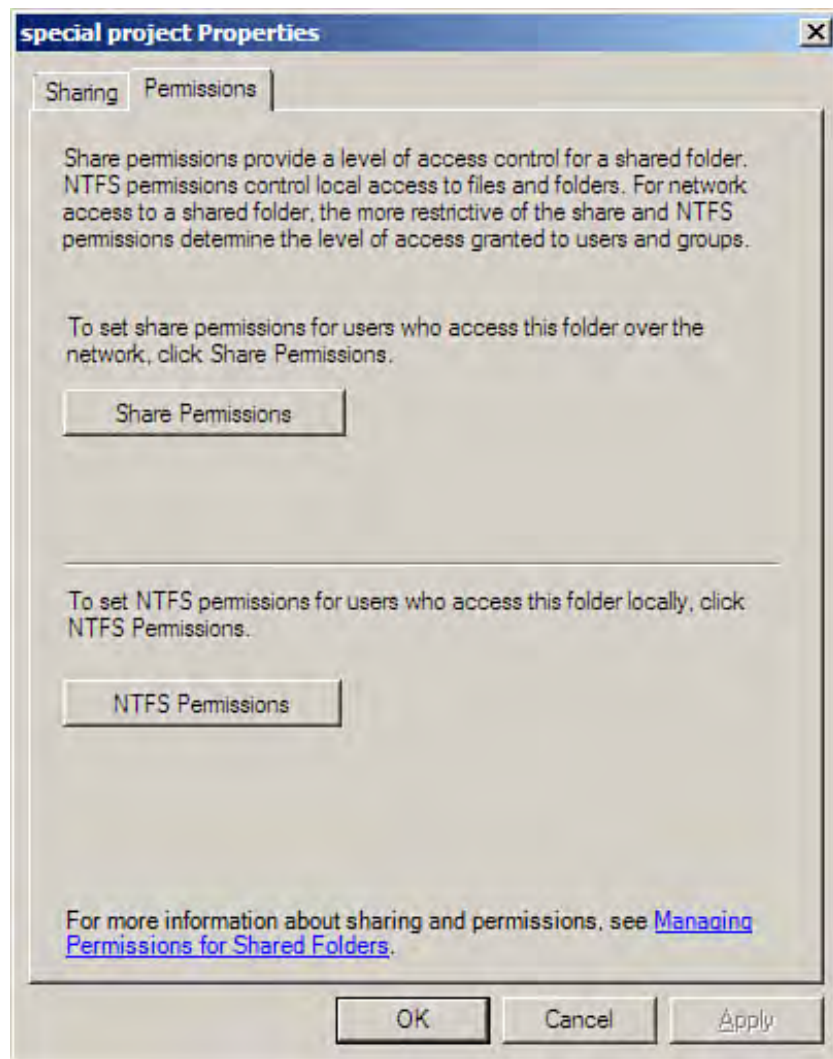 special project Properties
Sharing
Permissions
Share permissions provide a level of access control for a shared folder.
NTFS permissions control local access to files and folders. For network
access to a shared folder, the more restrictive of the share and NTFS
permissions determine the level of access granted to users and groups.
To set share permissions for users who access this folder over the
network, click Share Permissions.
Share Permissions
To set NTFS permissions for users who access this folder locally, click
NTFS Permissions.
NTFS Permissions
For more information about sharing and permissions, see Managing
Permissions for Shared Folders.
OK
Cancel
Apply